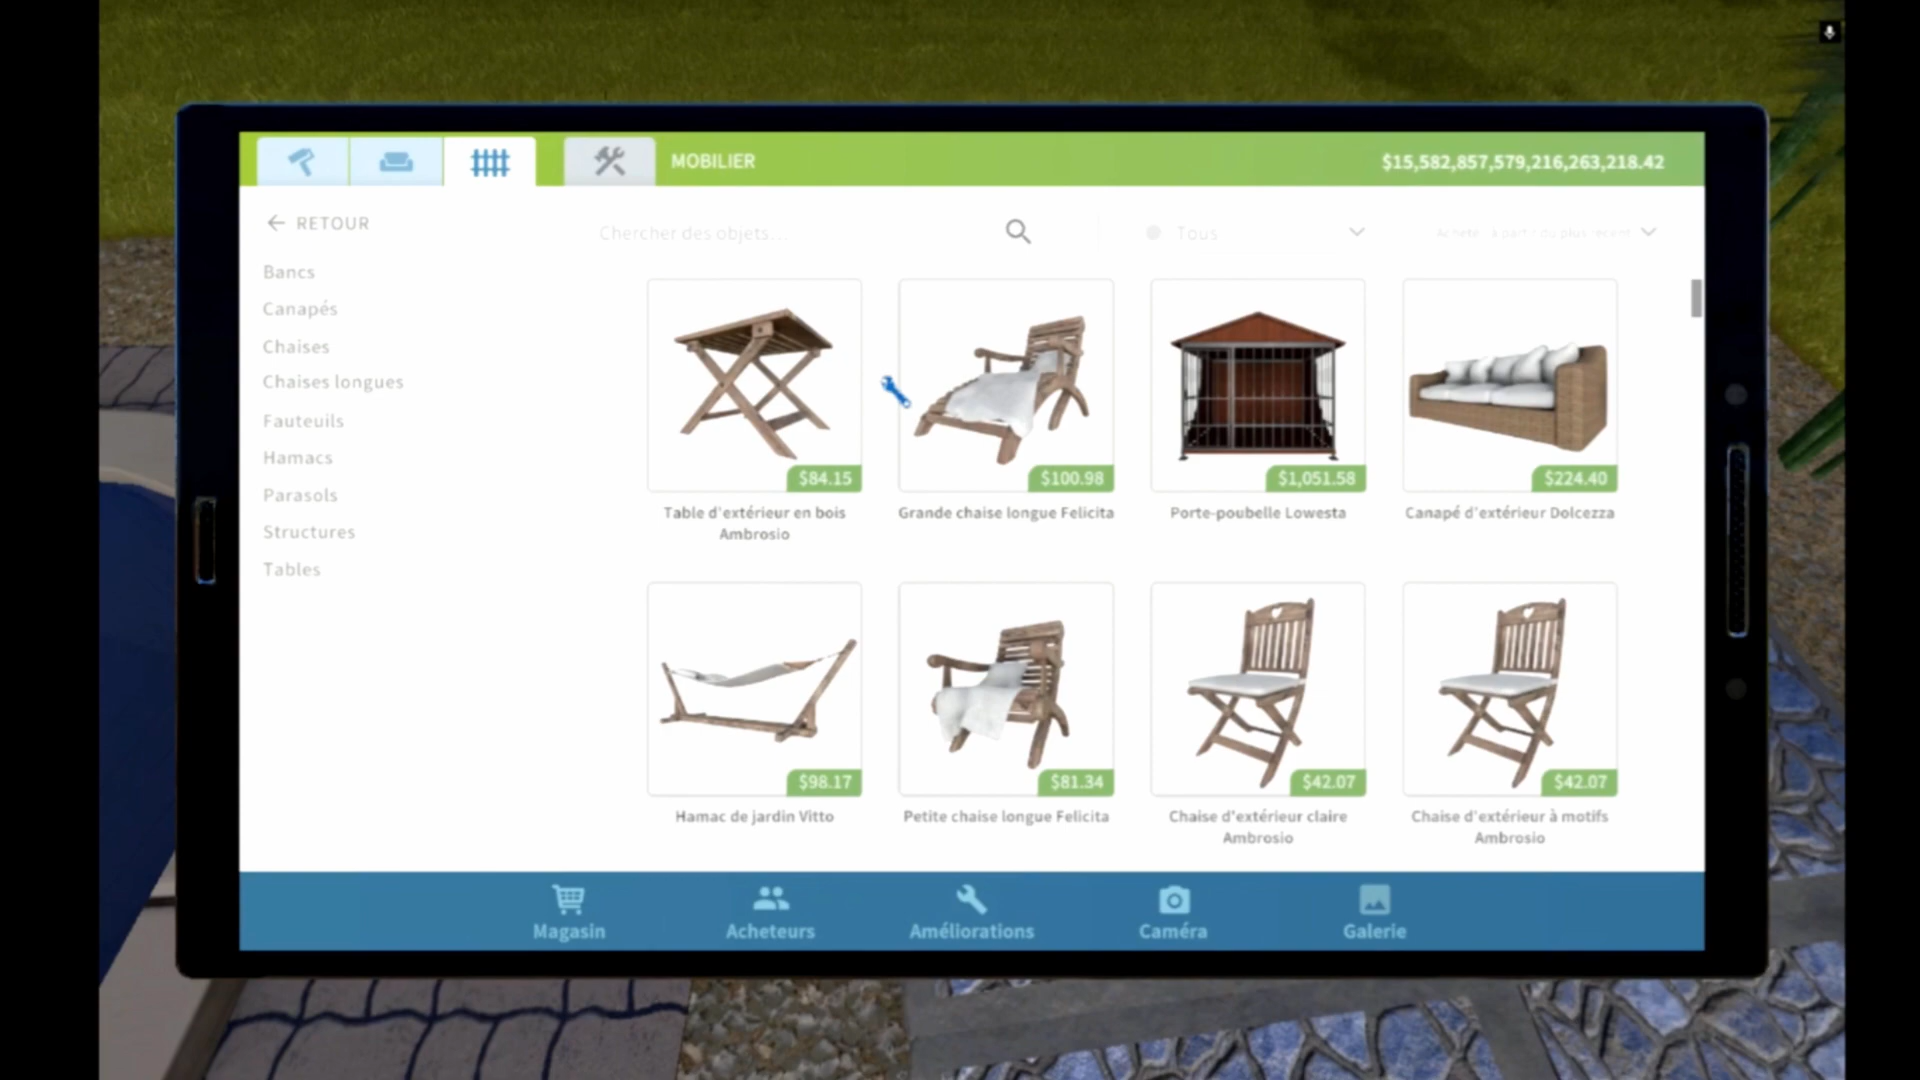 MOBILIER
$15,582,857,579,216,263,218.42
RETOUR
Chercher des objets...
Tous
Bancs
Canapés
Chaises
Chaises longues
Fauteuils
Hamacs
Parasols
Structures
Tables
$84.15
$100.98
$1,051.58
$224.40
Table d'extérieur en bois
Ambrosio
Grande chaise longue Felicita
Porte-poubelle Lowesta
Canapé d'extérieur Dolcezza
$98.17
$81.34
$42.07
$42.07
Hamac de jardin Vitto
Petite chaise longue Felicita
Chaise d'extérieur claire
Ambrosio
Chaise d'extérieur à motifs
Ambrosio
Magasin
Acheteurs
Améliorations
Caméra
Galerie